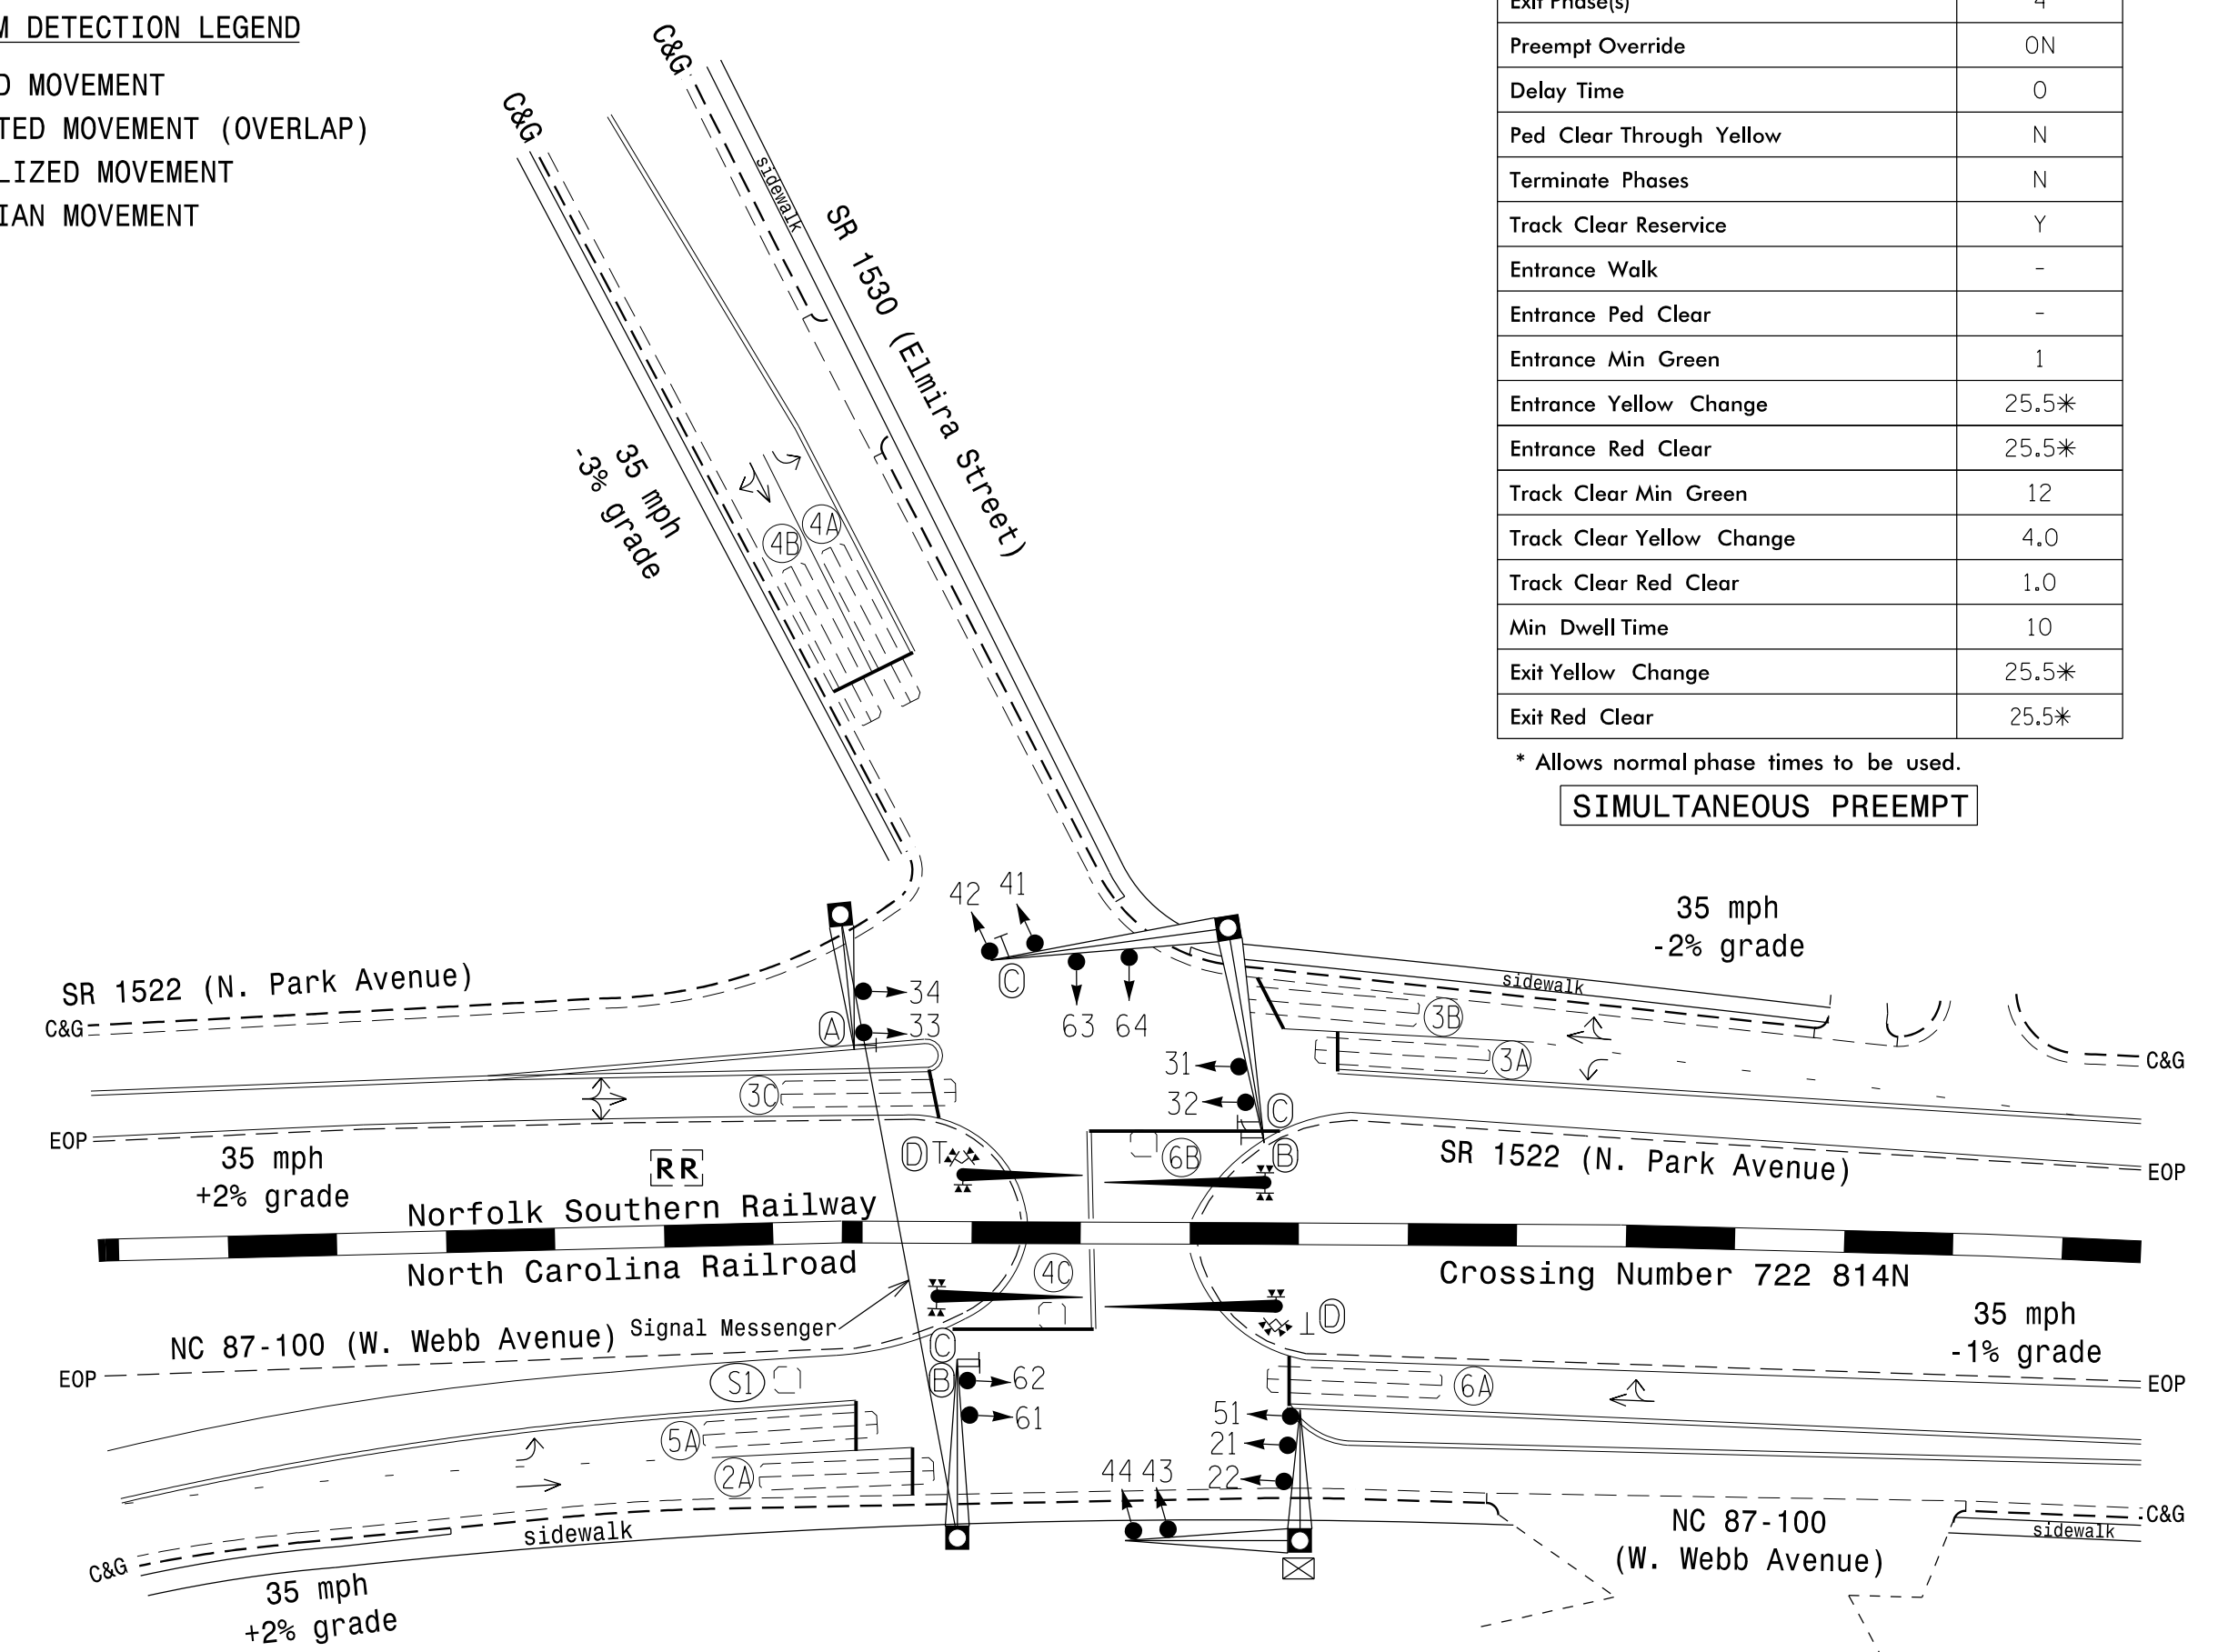 M DETECTION LEGEND
D MOVEMENT
TED MOVEMENT (OVERLAP)
LIZED MOVEMENT
IAN MOVEMENT
Exit Phase(s) 4
Preempt Override ON
Delay Time 0
Ped Clear Through Yellow N
Terminate Phases N
Track Clear Reservice Y
Entrance Walk -
Entrance Ped Clear -
Entrance Min Green 1
Entrance Yellow Change 25.5*
Entrance Red Clear 25.5*
Track Clear Min Green 12
Track Clear Yellow Change 4.0
Track Clear Red Clear 1.0
Min Dwell Time 10
Exit Yellow Change 25.5*
Exit Red Clear 25.5*
* Allows normal phase times to be used.
SIMULTANEOUS PREEMPT
C&G
C&G
sidewalk
SR 1530 (Elmira Street)
35 mph
-3% grade
4B
4A
42
41
C
63
64
34
33
A
SR 1522 (N. Park Avenue)
C&G
35 mph
-2% grade
sidewalk
3B
3A
C&G
31
32
C
B
3C
EOP
35 mph
+2% grade
RR
D
6B
SR 1522 (N. Park Avenue)
EOP
Norfolk Southern Railway
North Carolina Railroad
4C
Crossing Number 722 814N
NC 87-100 (W. Webb Avenue)
Signal Messenger
D
35 mph
-1% grade
EOP
EOP
C
B
S1
62
61
6A
5A
2A
51
21
22
44
43
sidewalk
C&G
35 mph
+2% grade
NC 87-100
(W. Webb Avenue)
C&G
sidewalk